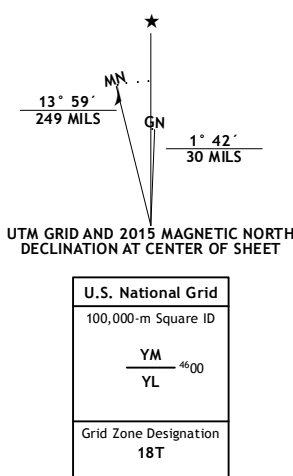 ★
MN
GN
13° 59´
249 MILS
1° 42´
30 MILS
UTM GRID AND 2015 MAGNETIC NORTH
DECLINATION AT CENTER OF SHEET
U.S. National Grid
100,000-m Square ID
YM
4600
YL
Grid Zone Designation
18T